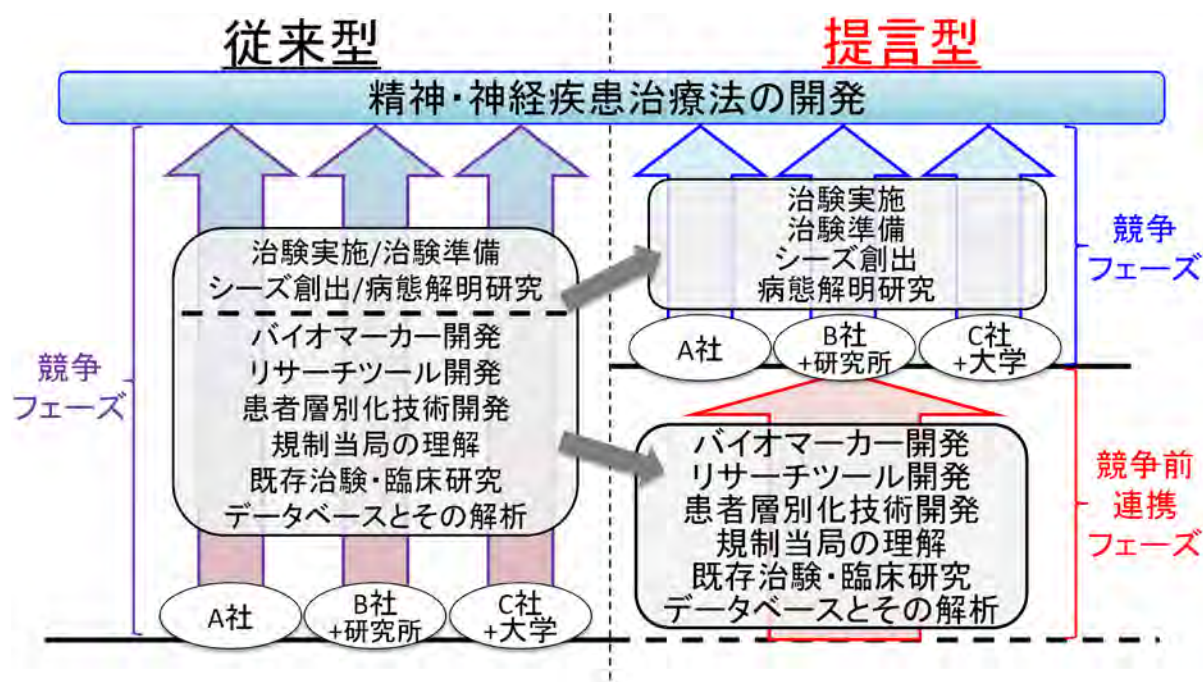 従来型
提言型
精神・神経疾患治療法の開発
競争
フェーズ
治験実施/治験準備
シーズ創出/病態解明研究
バイオマーカー開発
リサーチツール開発
患者層別化技術開発
規制当局の理解
既存治験・臨床研究
データベースとその解析
A社
B社
+研究所
C社
+大学
治験実施
治験準備
シーズ創出
病態解明研究
A社
B社
+研究所
C社
+大学
競争
フェーズ
バイオマーカー開発
リサーチツール開発
患者層別化技術開発
規制当局の理解
既存治験・臨床研究
データベースとその解析
競争前
連携
フェーズ